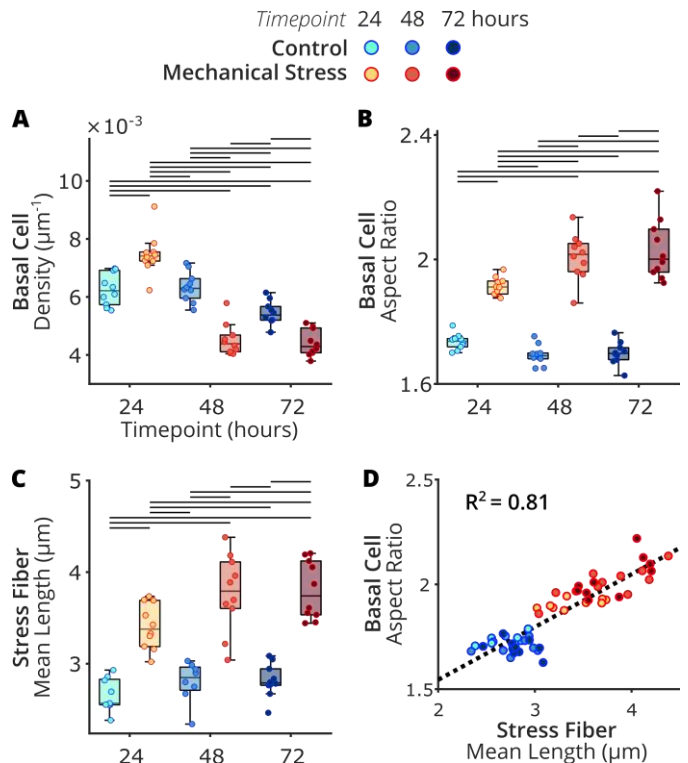 Timepoint 24 48 72 hours
Control
Mechanical Stress
A
×10⁻³
Basal Cell
Density (µm⁻¹)
10
8
6
4
24 48 72
Timepoint (hours)
B
Basal Cell
Aspect Ratio
2.4
2
1.6
24 48 72
C
Stress Fiber
Mean Length (µm)
5
4
3
24 48 72
D
R² = 0.81
Basal Cell
Aspect Ratio
2.5
2
1.5
2 3 4
Stress Fiber
Mean Length (µm)